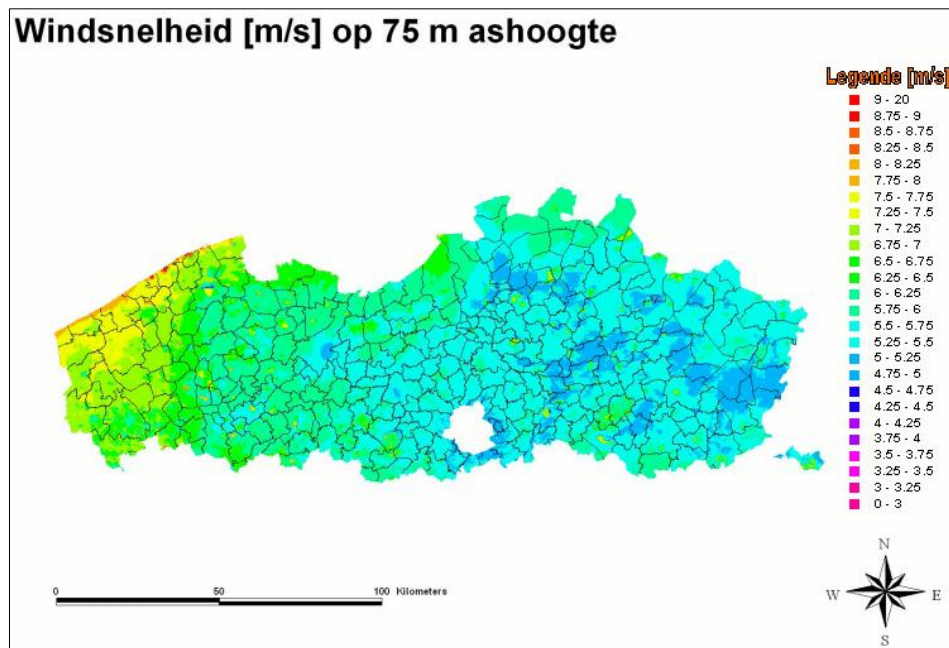 Windsnelheid [m/s] op 75 m ashoogte
Legende [m/s]
9 - 20
8.75 - 9
8.5 - 8.75
8.25 - 8.5
8 - 8.25
7.75 - 8
7.5 - 7.75
7.25 - 7.5
7 - 7.25
6.75 - 7
6.5 - 6.75
6.25 - 6.5
6 - 6.25
5.75 - 6
5.5 - 5.75
5.25 - 5.5
5 - 5.25
4.75 - 5
4.5 - 4.75
4.25 - 4.5
4 - 4.25
3.75 - 4
3.5 - 3.75
3.25 - 3.5
3 - 3.25
0 - 3
0 50 100 Kilometers
N
W E
S